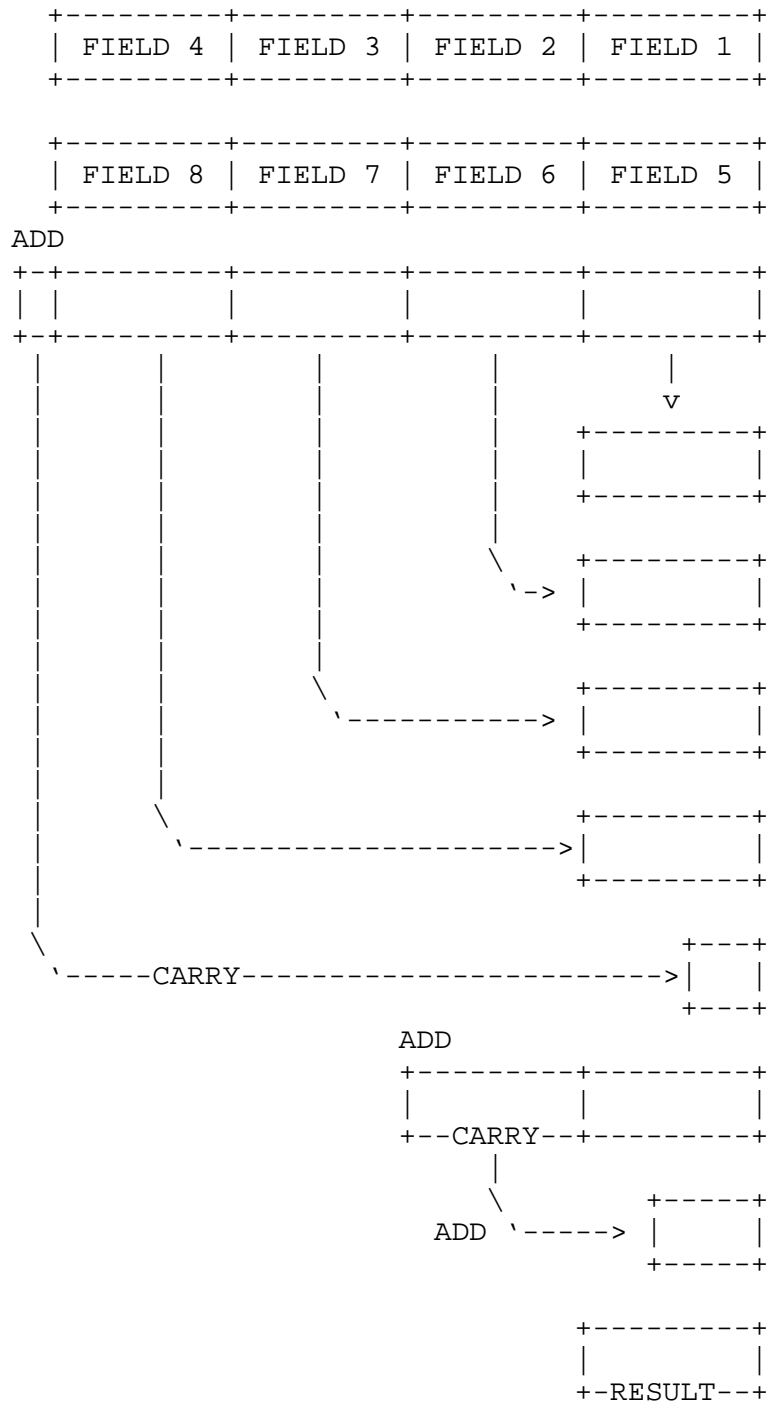 FIELD 4 FIELD 3 FIELD 2 FIELD 1
FIELD 8 FIELD 7 FIELD 6 FIELD 5
ADD
v
CARRY
ADD
CARRY
ADD
RESULT